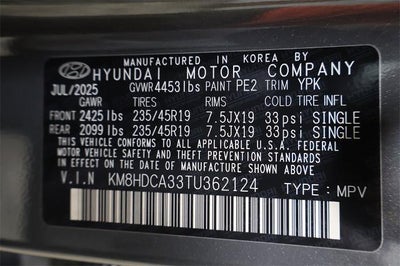 MANUFACTURED IN KOREA BY
HYUNDAI MOTOR COMPANY
JUL/2025 GVWR 4453lbs PAINT PE2 TRIM YPK
GAWR TIRES RIMS COLD TIRE INFL
FRONT 2425lbs 235/45R19 7.5JX19 33psi SINGLE
REAR 2099lbs 235/45R19 7.5JX19 33psi SINGLE
THIS VEHICLE CONFORMS TO ALL APPLICABLE U.S.A. FEDERAL
MOTOR VEHICLE SAFETY AND THEFT PREVENTION STANDARDS
IN EFFECT ON THE DATE OF MANUFACTURE SHOWN ABOVE.
V.I.N KM8HDCA33TU362124 TYPE: MPV